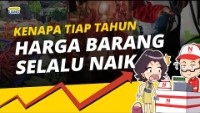 KENAPA TIAP TAHUN
HARGA BARANG
SELALU NAIK
N